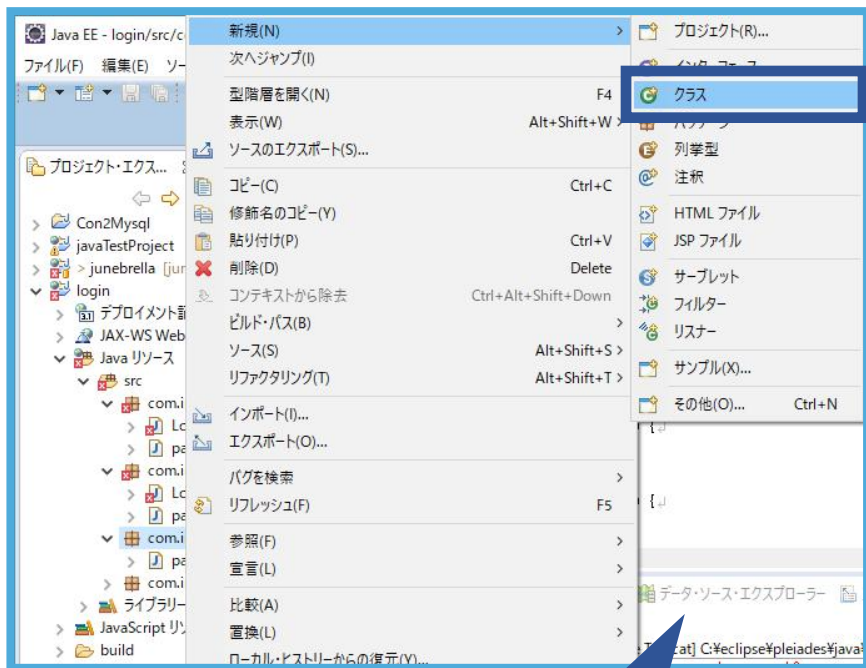 Java EE - login/src/c
ファイル(F) 編集(E) ソー
プロジェクト・エクス...
Con2Mysql
javaTestProject
> junebrella [jur
login
デプロイメント記
JAX-WS Web
Java リソース
src
com.i
Lo
pa
com.i
Lo
pa
com.i
pa
com.i
ライブラリー
JavaScript リソ
build
新規(N)
次へジャンプ(I)
型階層を開く(N) F4
表示(W) Alt+Shift+W
ソースのエクスポート(S)...
コピー(C) Ctrl+C
修飾名のコピー(Y)
貼り付け(P) Ctrl+V
削除(D) Delete
コンテキストから除去 Ctrl+Alt+Shift+Down
ビルド・パス(B)
ソース(S) Alt+Shift+S
リファクタリング(T) Alt+Shift+T
インポート(I)...
エクスポート(O)...
バグを検索
リフレッシュ(F) F5
参照(F)
宣言(L)
比較(A)
置換(L)
ローカル・ヒストリーからの復元(Y)...
プロジェクト(R)...
クラス
列挙型
注釈
HTML ファイル
JSP ファイル
サーブレット
フィルター
リスナー
サンプル(X)...
その他(O)... Ctrl+N
{
{
データ・ソース・エクスプローラー
cat] C:¥eclipse¥pleiades¥java